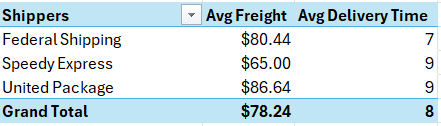 Shippers Avg Freight Avg Delivery Time
Federal Shipping $80.44 7
Speedy Express $65.00 9
United Package $86.64 9
Grand Total $78.24 8